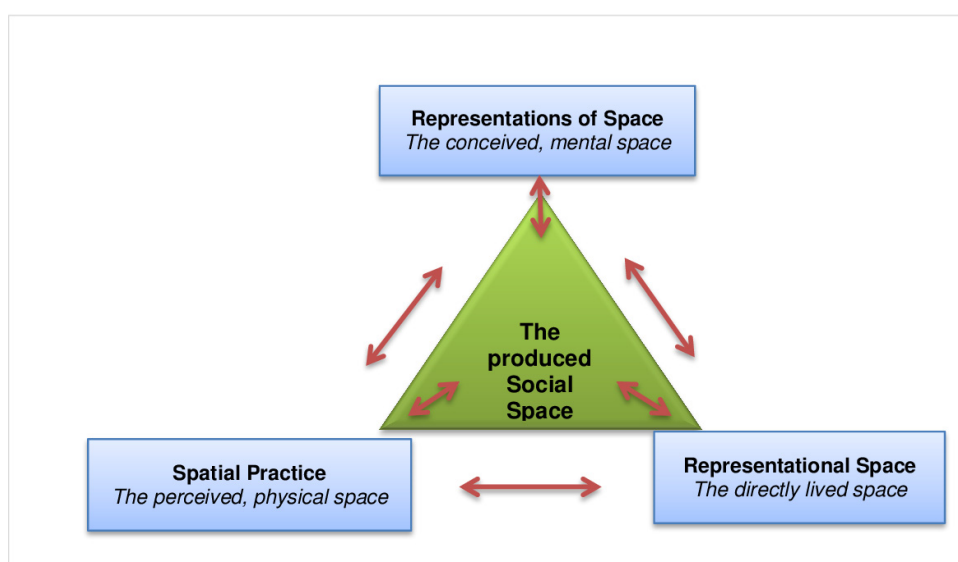 Representations of Space
The conceived, mental space
The
produced
Social
Space
Spatial Practice
The perceived, physical space
Representational Space
The directly lived space